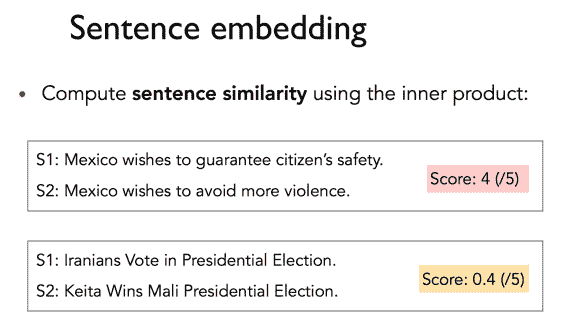 Sentence embedding
• Compute sentence similarity using the inner product:
S1: Mexico wishes to guarantee citizen's safety.
S2: Mexico wishes to avoid more violence.
Score: 4 (/5)
S1: Iranians Vote in Presidential Election.
S2: Keita Wins Mali Presidential Election.
Score: 0.4 (/5)